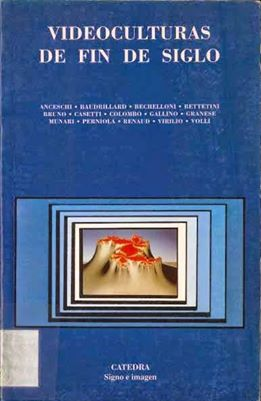 VIDEOCULTURAS
DE FIN DE SIGLO
ANCESCHI • BAUDRILLARD • BECHELLONI • BETTETINI
BRUNO • CASETTI • COLOMBO • GALLINO • GRANESE
MUNARI • PERNIOLA • RENAUD • VIRILIO • VOLLI
CATEDRA
Signo e imagen